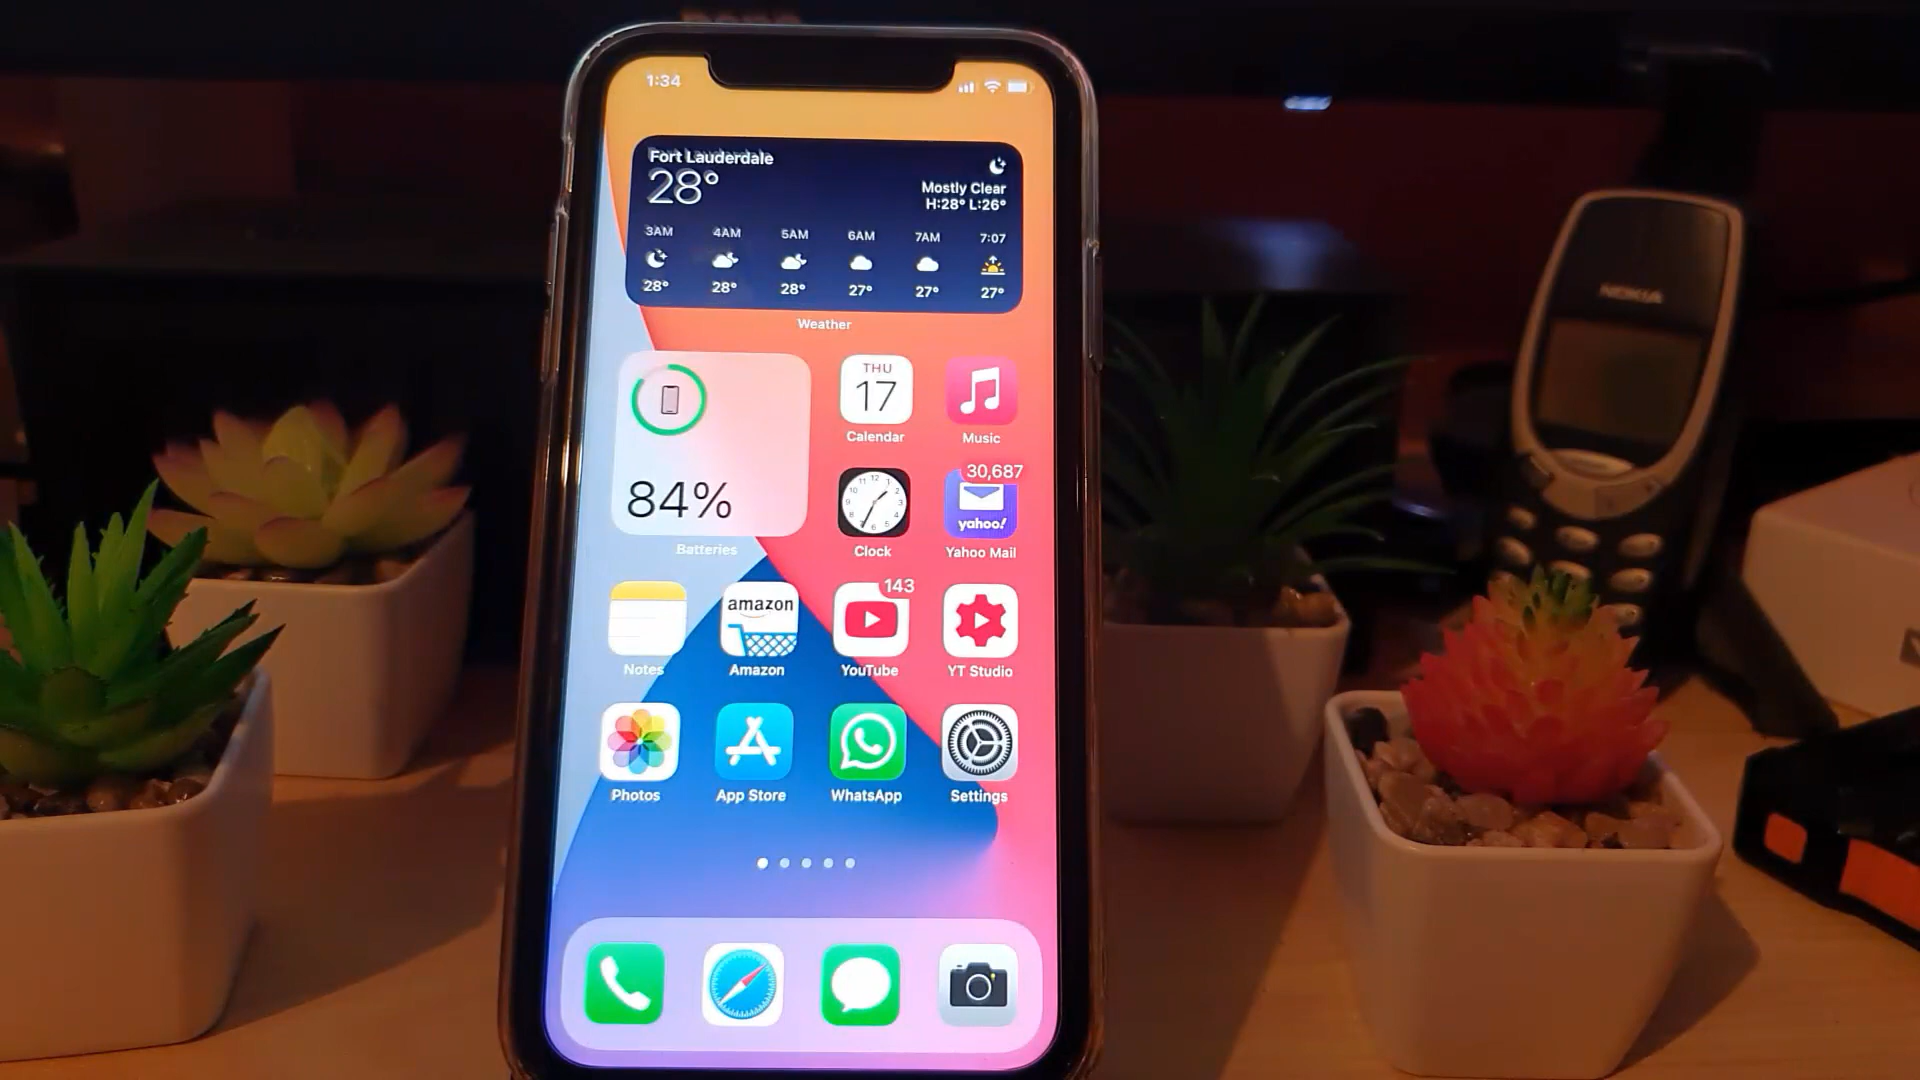 1:34
Fort Lauderdale
28°
Mostly Clear
H:28° L:26°
3AM 4AM 5AM 6AM 7AM 7:07
28° 28° 28° 27° 27° 27°
Weather
84%
Batteries
THU
17
Calendar
Music
Clock
30,687
yahoo!
Yahoo Mail
Notes
amazon
Amazon
143
YouTube
YT Studio
Photos
App Store
WhatsApp
Settings
NOKIA